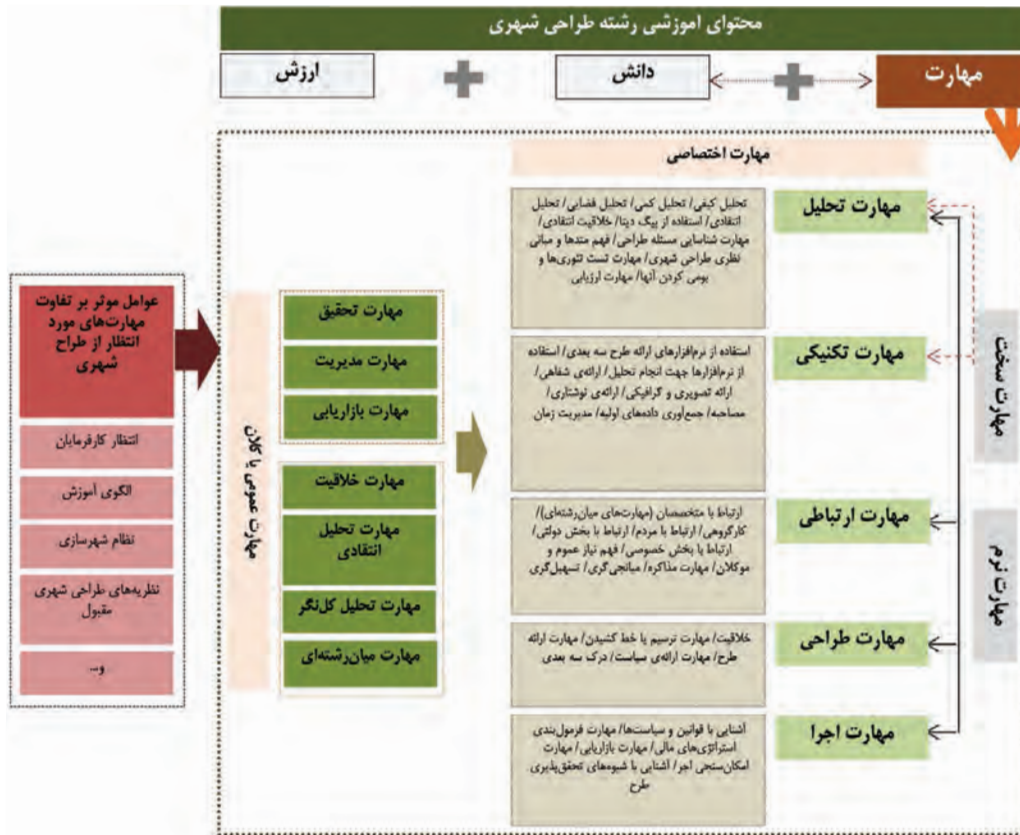 محتوای اموزشی رشته طراحی شهری
مهارت
دانش
ارزش
مهارت اختصاصی
مهارت سخت
مهارت نرم
مهارت تحلیل
تحلیل کیفی/ تحلیل کمی/ تحلیل فضایی/ تحلیل
انتقادی/ استفاده از بیگ دیتا/ خلاقیت انتقادی/
مهارت شناسایی مسئله طراحی/ فهم متدها و مبانی
نظری طراحی شهری/ مهارت تست تئوری‌ها و
بومی کردن آنها/ مهارت ارزیابی
مهارت تکنیکی
استفاده از نرم‌افزارهای ارائه طرح سه بعدی/ استفاده
از نرم‌افزارها جهت انجام تحلیل/ ارائه‌ی شفاهی/
ارائه تصویری و گرافیکی/ ارائه‌ی نوشتاری/
مصاحبه/ جمع‌آوری داده‌های اولیه/ مدیریت زمان
مهارت ارتباطی
ارتباط با متخصصان (مهارت‌های میان‌رشته‌ای)/
کارگروهی/ ارتباط با مردم/ ارتباط با بخش دولتی/
ارتباط با بخش خصوصی/ فهم نیاز عموم و
موکلان/ مهارت مذاکره/ میانجی‌گری/ تسهیل‌گری
مهارت طراحی
خلاقیت/ مهارت ترسیم یا خط کشیدن/ مهارت ارائه
طرح/ مهارت ارائه‌ی سیاست/ درک سه بعدی
مهارت اجرا
آشنایی با قوانین و سیاست‌ها/ مهارت فرمول‌بندی
استراتژی‌های مالی/ مهارت بازاریابی/ مهارت
امکان‌سنجی اجر/ آشنایی با شیوه‌های تحقق‌پذیری
طرح
مهارت عمومی یا کلان
مهارت تحقیق
مهارت مدیریت
مهارت بازاریابی
مهارت خلاقیت
مهارت تحلیل
انتقادی
مهارت تحلیل کل‌نگر
مهارت میان‌رشته‌ای
عوامل موثر بر تفاوت
مهارت‌های مورد
انتظار از طراح
شهری
انتظار کارفرمایان
الگوی آموزش
نظام شهرسازی
نظریه‌های طراحی شهری
مقبول
و...